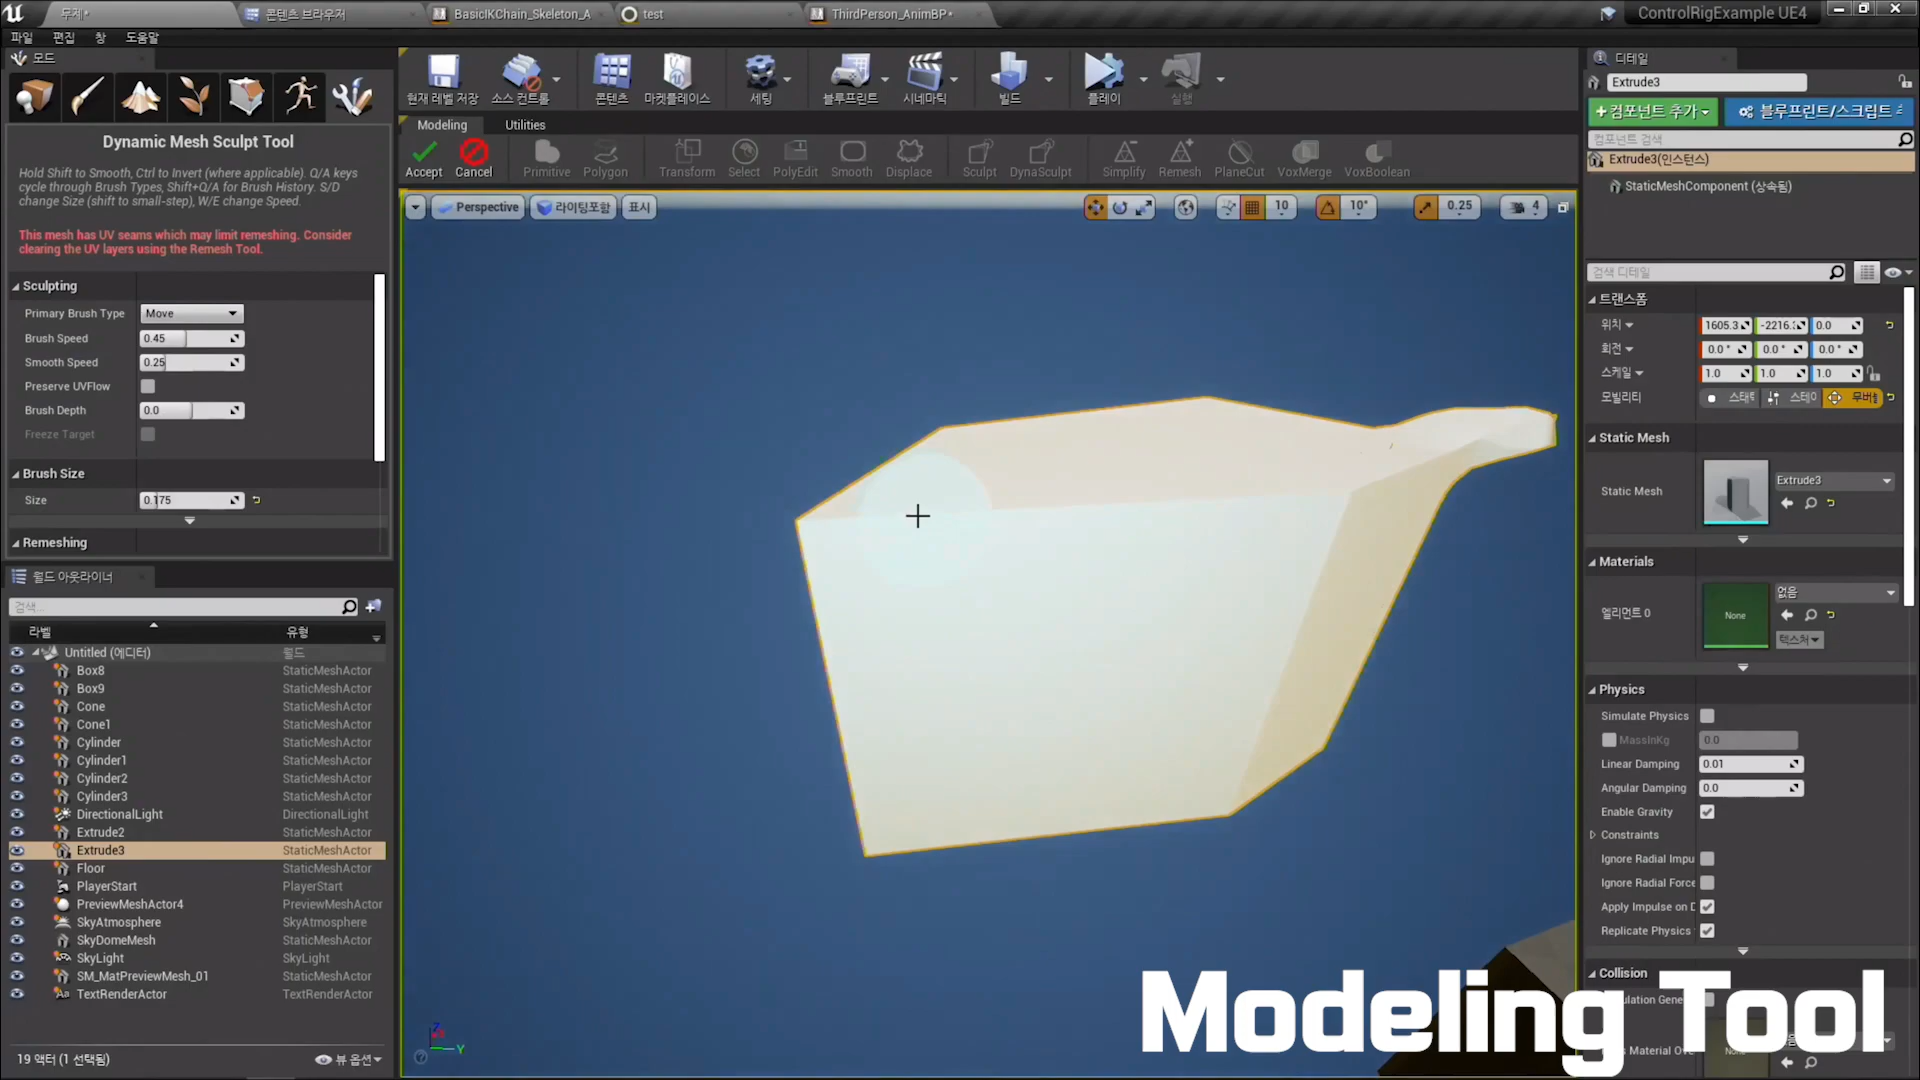 무제*
콘텐츠 브라우저
BasicIKChain_Skeleton_A
test
ThirdPerson_AnimBP*
ControlRigExample UE4
파일 편집 창 도움말
모드
현재 레벨 저장
소스 컨트롤
콘텐츠
마켓플레이스
세팅
블루프린트
시네마틱
빌드
플레이
실행
Modeling
Utilities
Accept
Cancel
Primitive
Polygon
Transform
Select
PolyEdit
Smooth
Displace
Sculpt
DynaSculpt
Simplify
Remesh
PlaneCut
VoxMerge
VoxBoolean
Dynamic Mesh Sculpt Tool
Hold Shift to Smooth, Ctrl to Invert (where applicable). Q/A keys
cycle through Brush Types, Shift+Q/A for Brush History. S/D
change Size (shift to small-step), W/E change Speed.
This mesh has UV seams which may limit remeshing. Consider
clearing the UV layers using the Remesh Tool.
Sculpting
Primary Brush Type Move
Brush Speed 0.45
Smooth Speed 0.25
Preserve UVFlow
Brush Depth 0.0
Freeze Target
Brush Size
Size 0.175
Remeshing
Perspective
라이팅포함
표시
10
10°
0.25
4
월드 아웃라이너
검색...
라벨 유형
Untitled (에디터) 월드
Box8 StaticMeshActor
Box9 StaticMeshActor
Cone StaticMeshActor
Cone1 StaticMeshActor
Cylinder StaticMeshActor
Cylinder1 StaticMeshActor
Cylinder2 StaticMeshActor
Cylinder3 StaticMeshActor
DirectionalLight DirectionalLight
Extrude2 StaticMeshActor
Extrude3 StaticMeshActor
Floor StaticMeshActor
PlayerStart PlayerStart
PreviewMeshActor4 PreviewMeshActor
SkyAtmosphere SkyAtmosphere
SkyDomeMesh StaticMeshActor
SkyLight SkyLight
SM_MatPreviewMesh_01 StaticMeshActor
TextRenderActor TextRenderActor
19 액터 (1 선택됨)
뷰 옵션
Z
Y
디테일
Extrude3
+컴포넌트 추가
블루프린트/스크립트
컴포넌트 검색
Extrude3(인스턴스)
StaticMeshComponent (상속됨)
검색 디테일
트랜스폼
위치 1605.3 -2216. 0.0
회전 0.0° 0.0° 0.0°
스케일 1.0 1.0 1.0
모빌리티 스태틱 스테이 무버블
Static Mesh
Static Mesh Extrude3
Materials
엘리먼트 0 None 없음
텍스처
Physics
Simulate Physics
MassInKg 0.0
Linear Damping 0.01
Angular Damping 0.0
Enable Gravity
Constraints
Ignore Radial Impu
Ignore Radial Force
Apply Impulse on D
Replicate Physics
Collision
ulation Gene
Material Ove
Modeling Tool